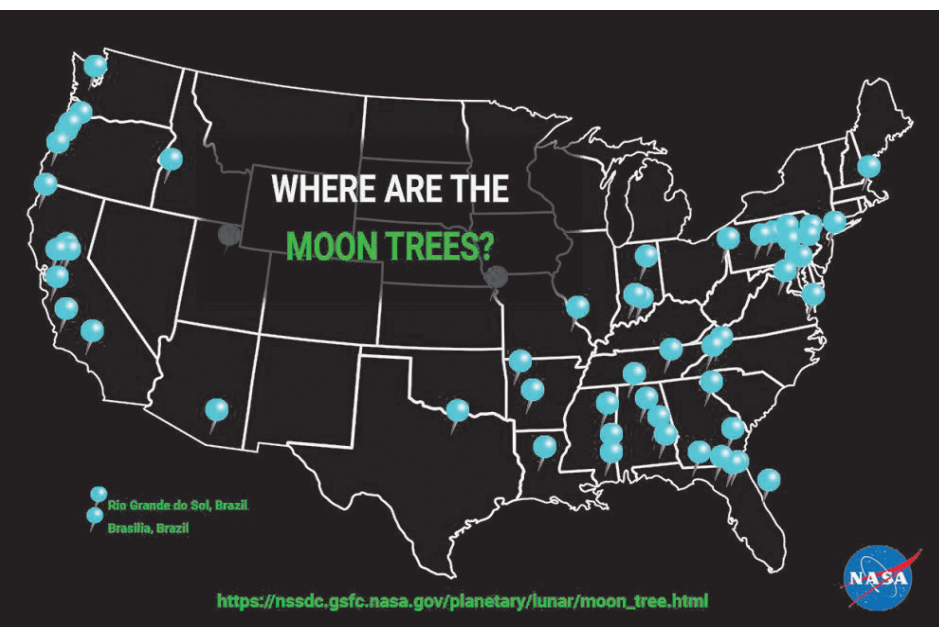 WHERE ARE THE
MOON TREES?
Rio Grande do Sol, Brazil
Brasilia, Brazil
NASA
https://nssdc.gsfc.nasa.gov/planetary/lunar/moon_tree.html